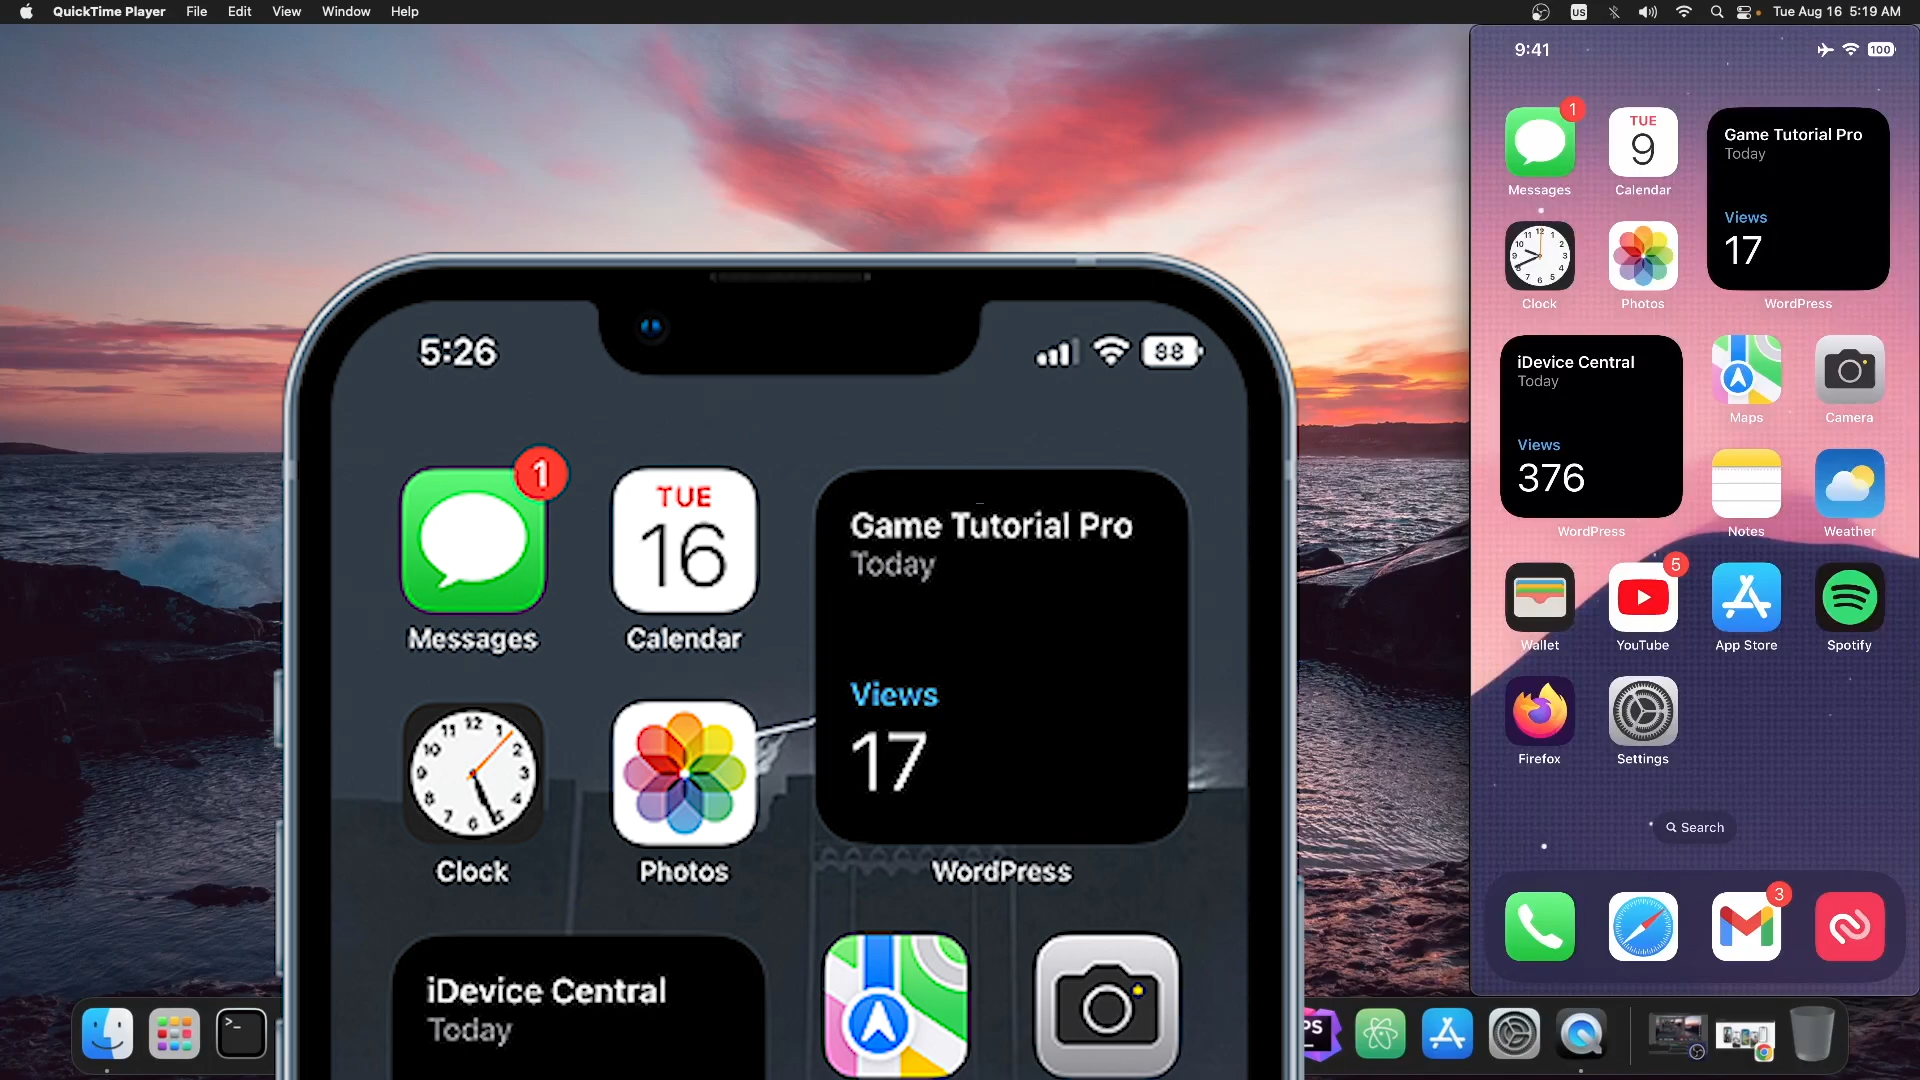 QuickTime Player File Edit View Window Help
US Tue Aug 16 5:19 AM
5:26
88
1
Messages
TUE
16
Calendar
Game Tutorial Pro
Today
Views
17
WordPress
Clock
Photos
iDevice Central
Today
9:41
100
1
Messages
TUE
9
Calendar
Game Tutorial Pro
Today
Views
17
WordPress
Clock
Photos
iDevice Central
Today
Views
376
WordPress
Maps
Camera
Notes
Weather
Wallet
5
YouTube
App Store
Spotify
Firefox
Settings
Search
3
>_
PS